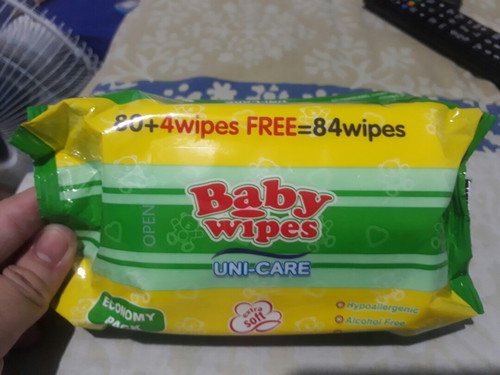 80+4wipes FREE=84wipes
Baby
wipes
OPEN
UNI-CARE
ECONOMY
PACK
extra
soft
Hypoallergenic
Alcohol Free